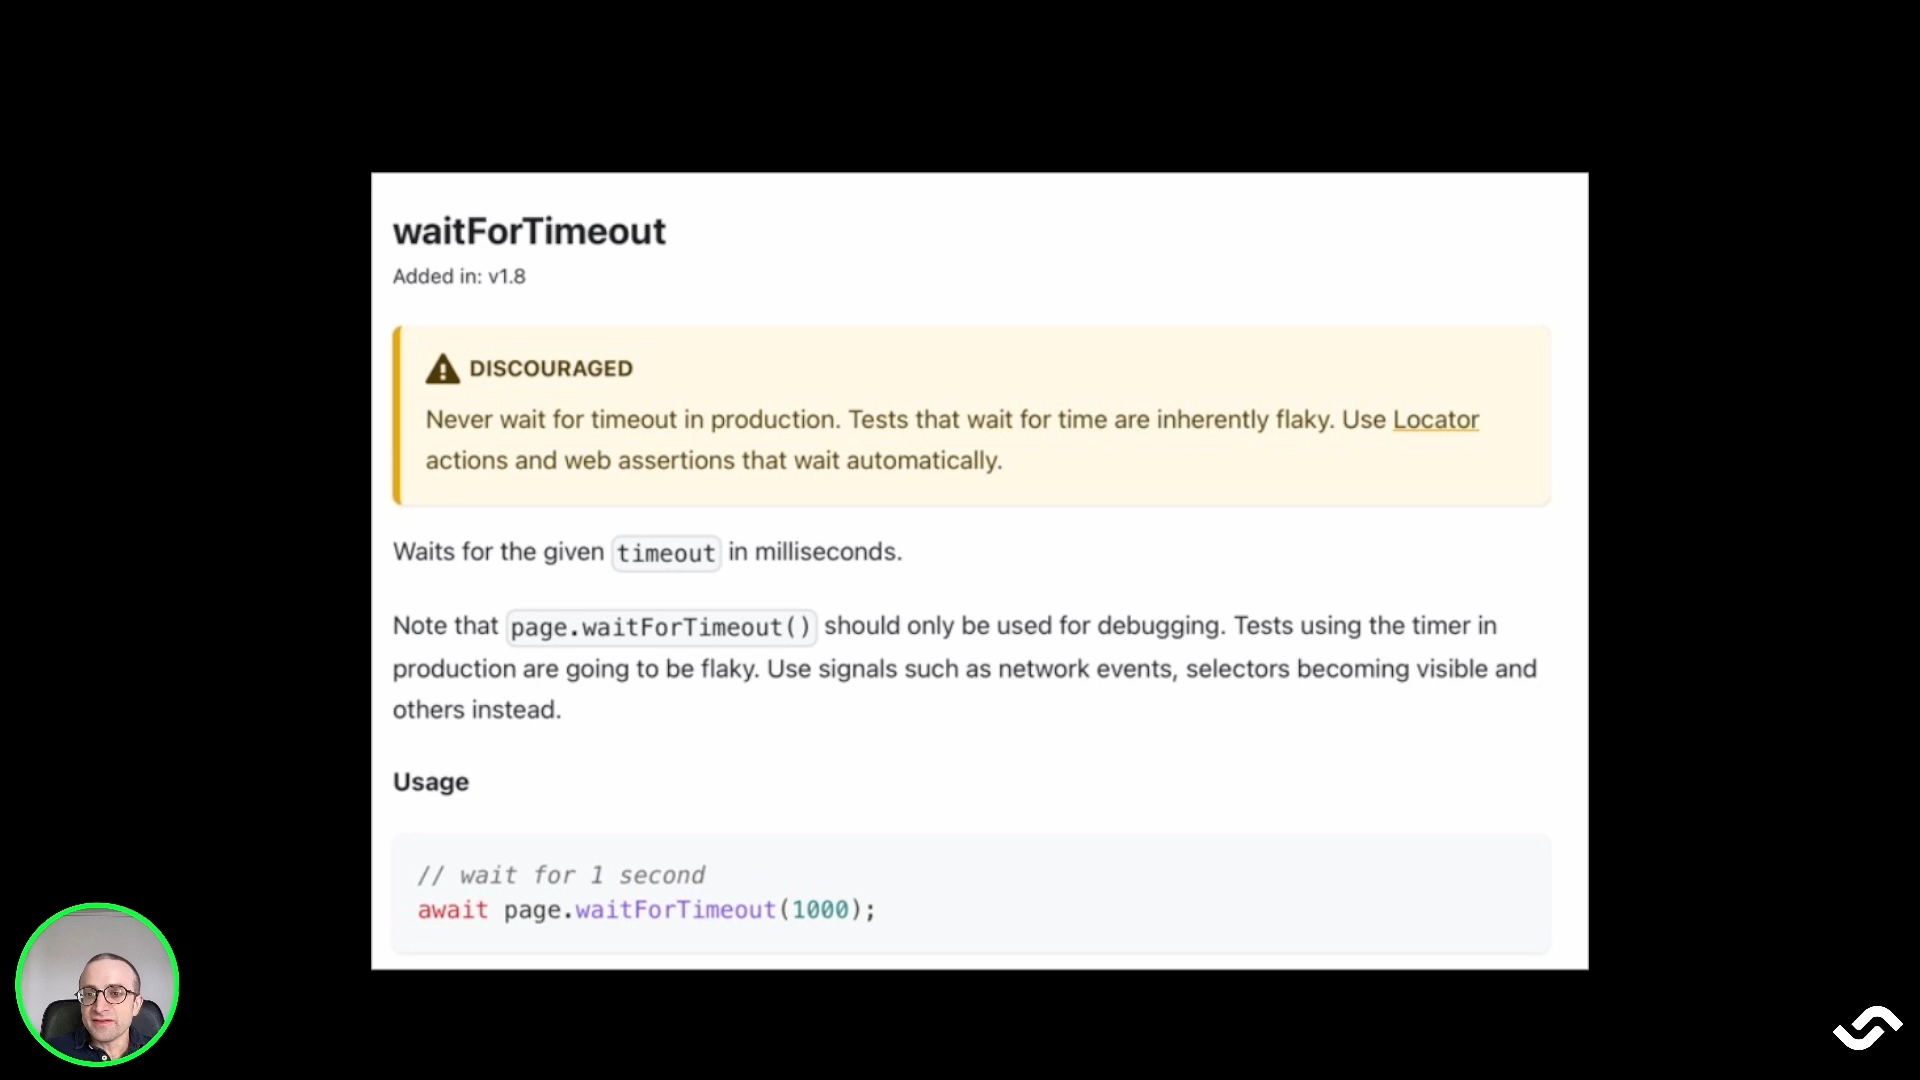 waitForTimeout
Added in: v1.8
DISCOURAGED
Never wait for timeout in production. Tests that wait for time are inherently flaky. Use Locator
actions and web assertions that wait automatically.
Waits for the given timeout in milliseconds.
Note that page.waitForTimeout() should only be used for debugging. Tests using the timer in
production are going to be flaky. Use signals such as network events, selectors becoming visible and
others instead.
Usage
// wait for 1 second
await page.waitForTimeout(1000);